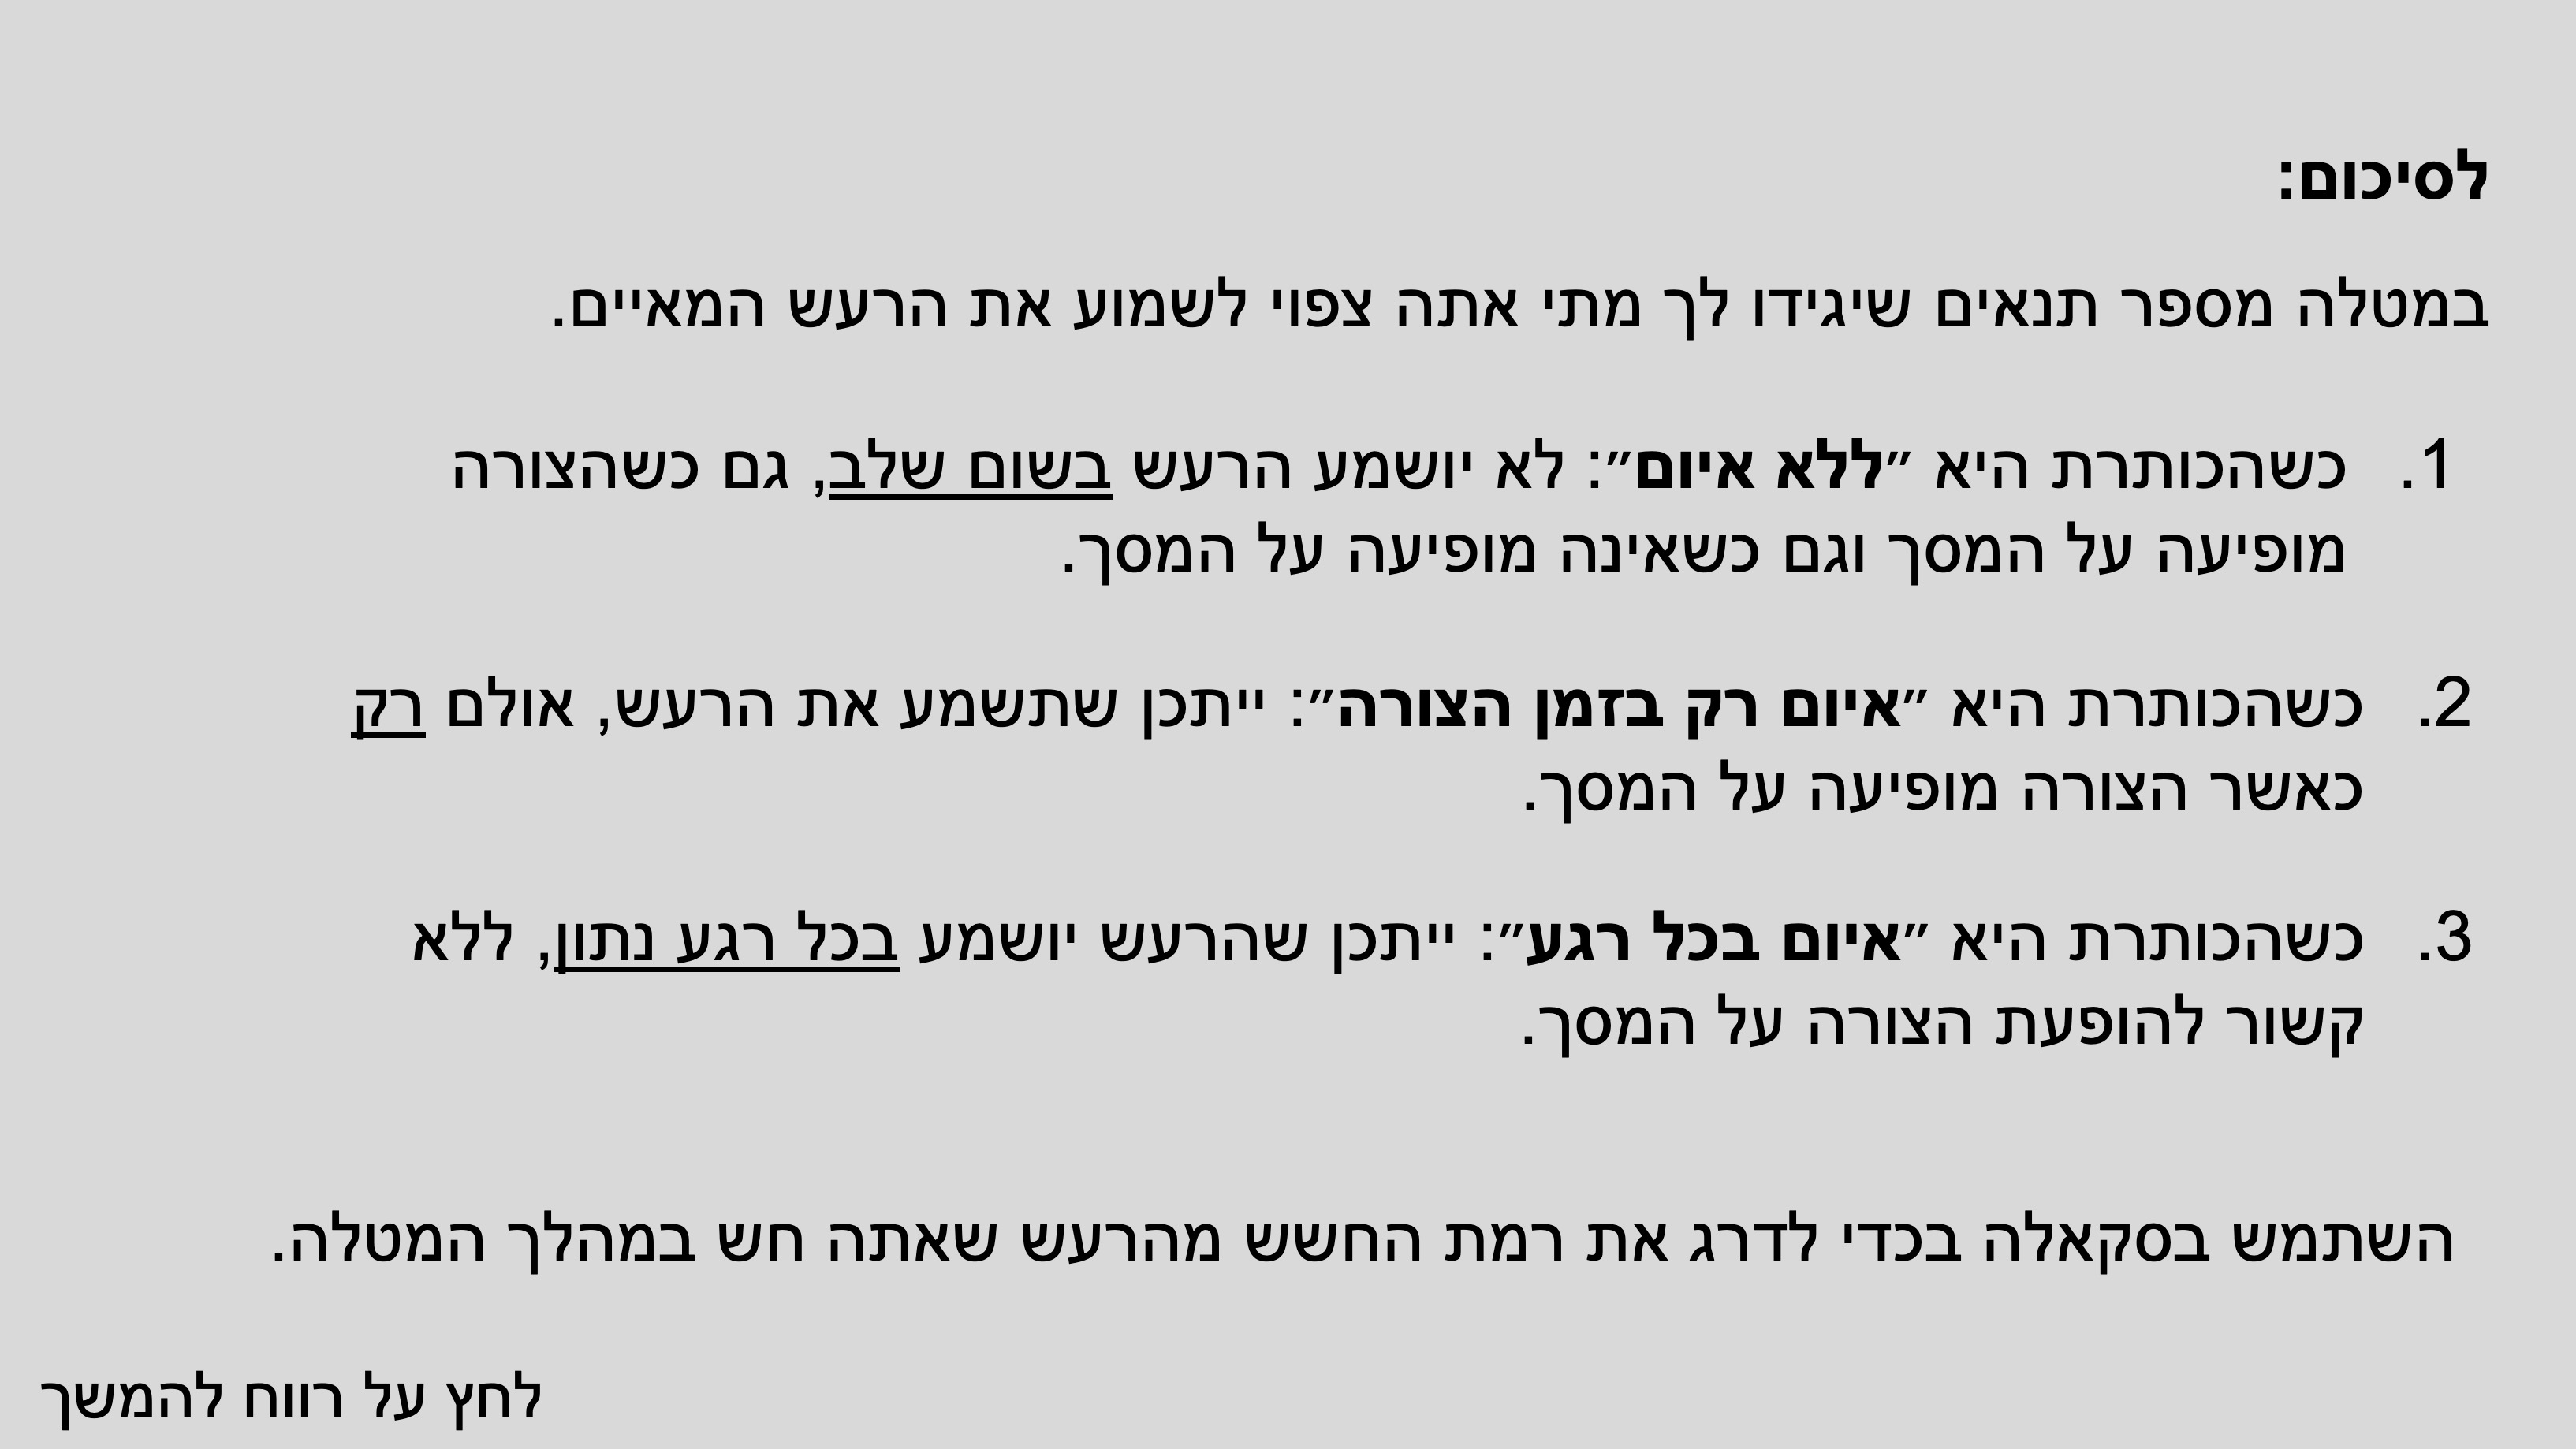 לסיכום:
במטלה מספר תנאים שיגידו לך מתי אתה צפוי לשמוע את הרעש המאיים.
1. כשהכותרת היא ״ללא איום״: לא יושמע הרעש בשום שלב, גם כשהצורה
מופיעה על המסך וגם כשאינה מופיעה על המסך.
2. כשהכותרת היא ״איום רק בזמן הצורה״: ייתכן שתשמע את הרעש, אולם רק
כאשר הצורה מופיעה על המסך.
3. כשהכותרת היא ״איום בכל רגע״: ייתכן שהרעש יושמע בכל רגע נתון, ללא
קשור להופעת הצורה על המסך.
השתמש בסקאלה בכדי לדרג את רמת החשש מהרעש שאתה חש במהלך המטלה.
לחץ על רווח להמשך